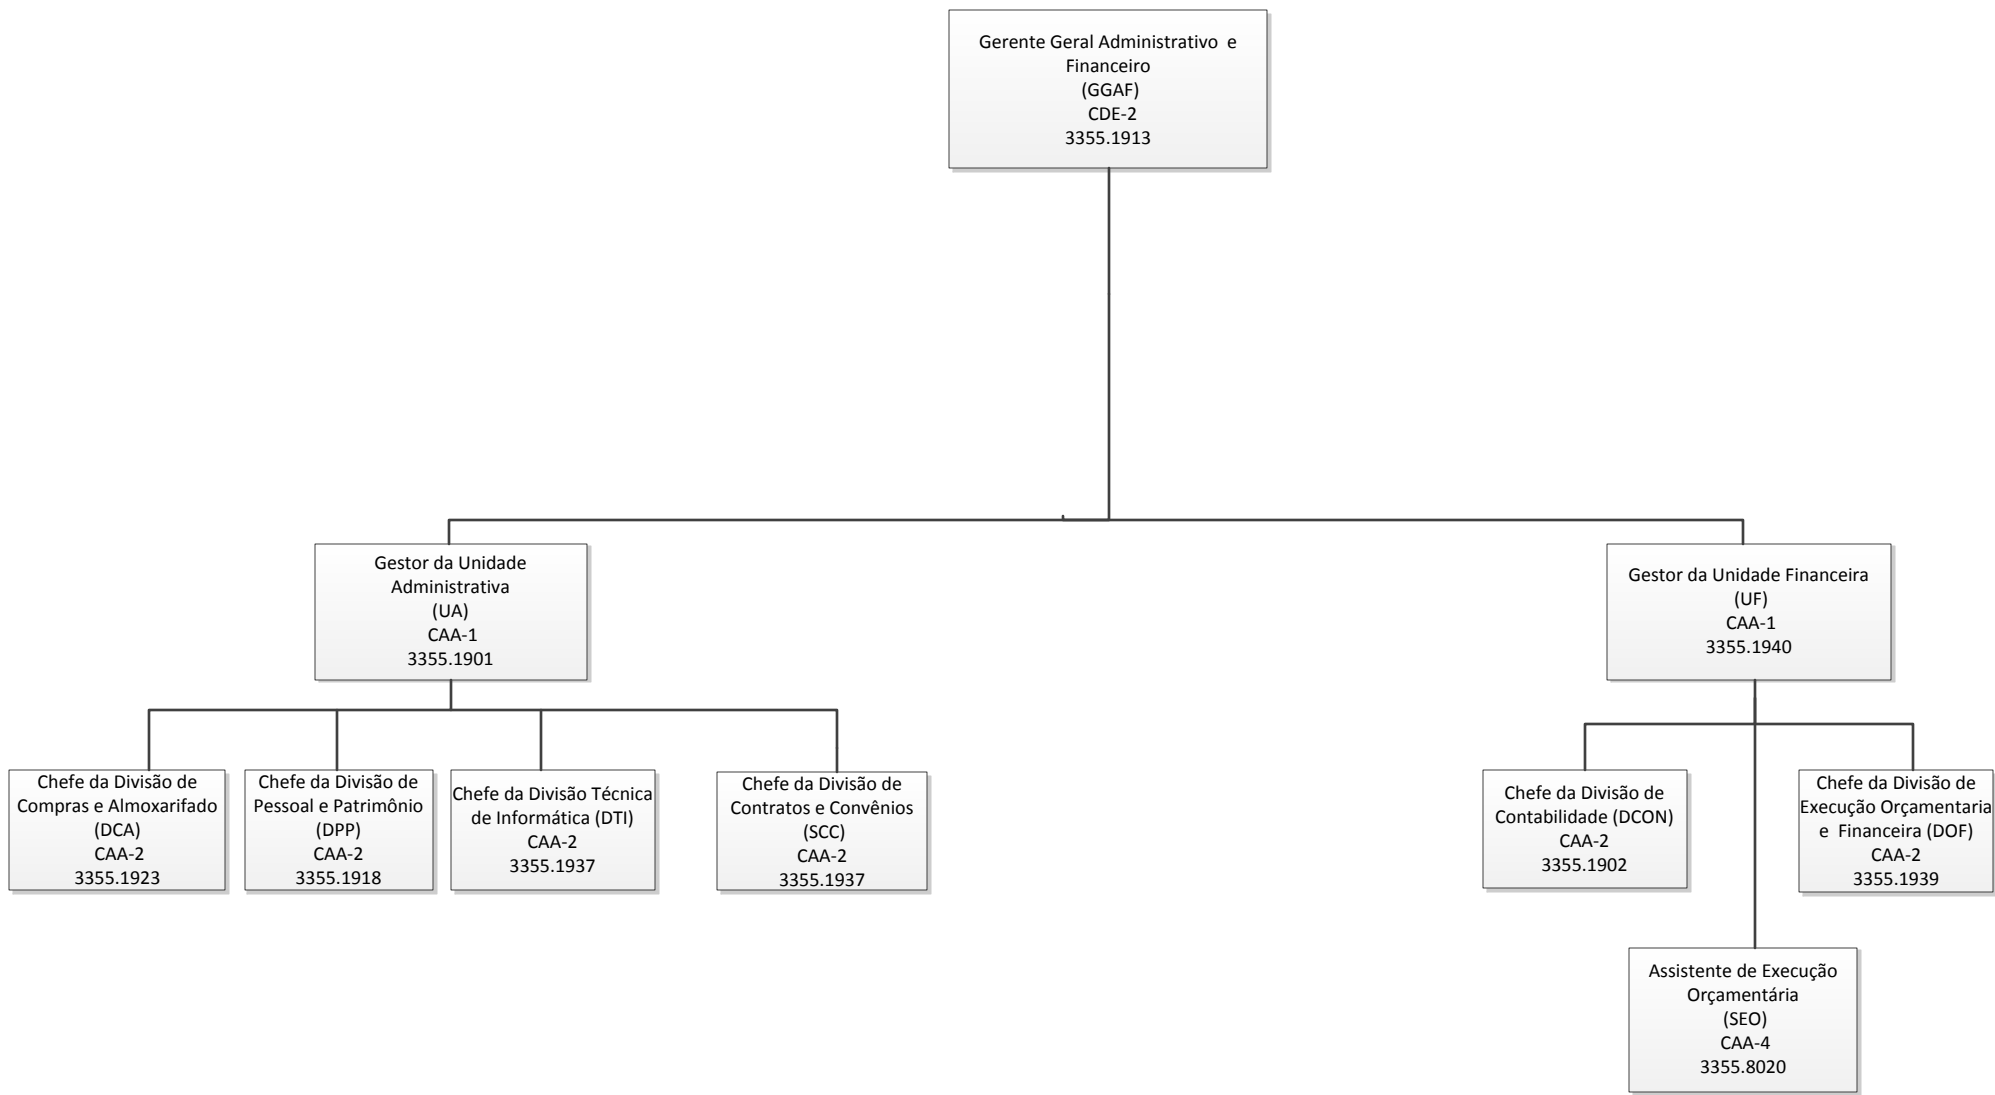 Gerente Geral Administrativo  e
Financeiro
(GGAF)
CDE-2
3355.1913
Gestor da Unidade
Administrativa
(UA)
CAA-1
3355.1901
Gestor da Unidade Financeira
(UF)
CAA-1
3355.1940
Chefe da Divisão de
Compras e Almoxarifado
(DCA)
CAA-2
3355.1923
Chefe da Divisão de
Pessoal e Patrimônio
(DPP)
CAA-2
3355.1918
Chefe da Divisão Técnica
de Informática (DTI)
CAA-2
3355.1937
Chefe da Divisão de
Contratos e Convênios
(SCC)
CAA-2
3355.1937
Chefe da Divisão de
Contabilidade (DCON)
CAA-2
3355.1902
Chefe da Divisão de
Execução Orçamentaria
e  Financeira (DOF)
CAA-2
3355.1939
Assistente de Execução
Orçamentária
(SEO)
CAA-4
3355.8020